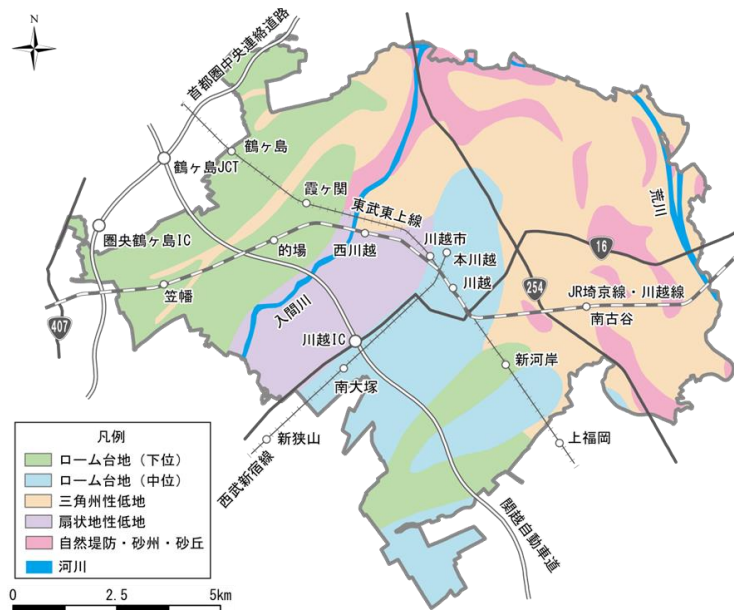 N
首都圏中央連絡道路
鶴ヶ島
鶴ヶ島JCT
霞ヶ関
東武東上線
荒川
圏央鶴ヶ島IC
的場
西川越
川越市
本川越
16
笠幡
入間川
川越
254
JR埼京線・川越線
南古谷
407
川越IC
南大塚
新河岸
新狭山
上福岡
西武新宿線
関越自動車道
凡例
ローム台地（下位）
ローム台地（中位）
三角州性低地
扇状地性低地
自然堤防・砂州・砂丘
河川
0 2.5 5km